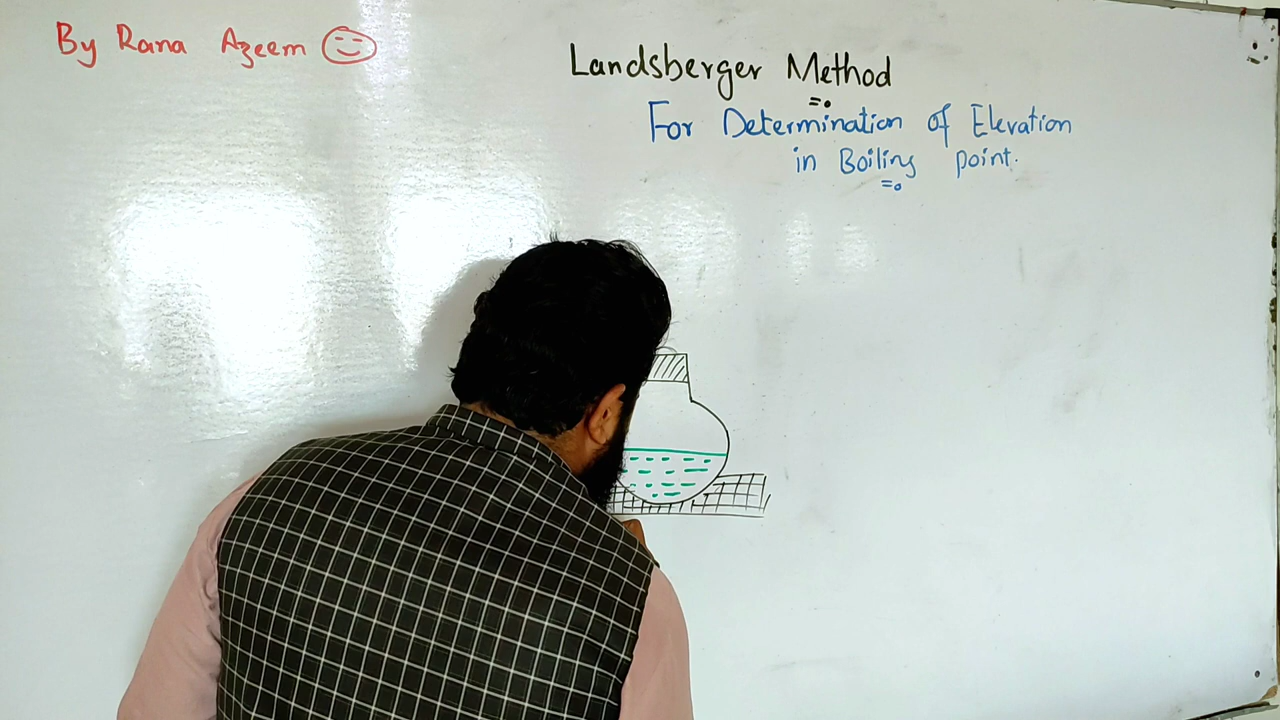 By Rana Azeem
Landsberger Method
For Determination of Elevation
in Boiling point.